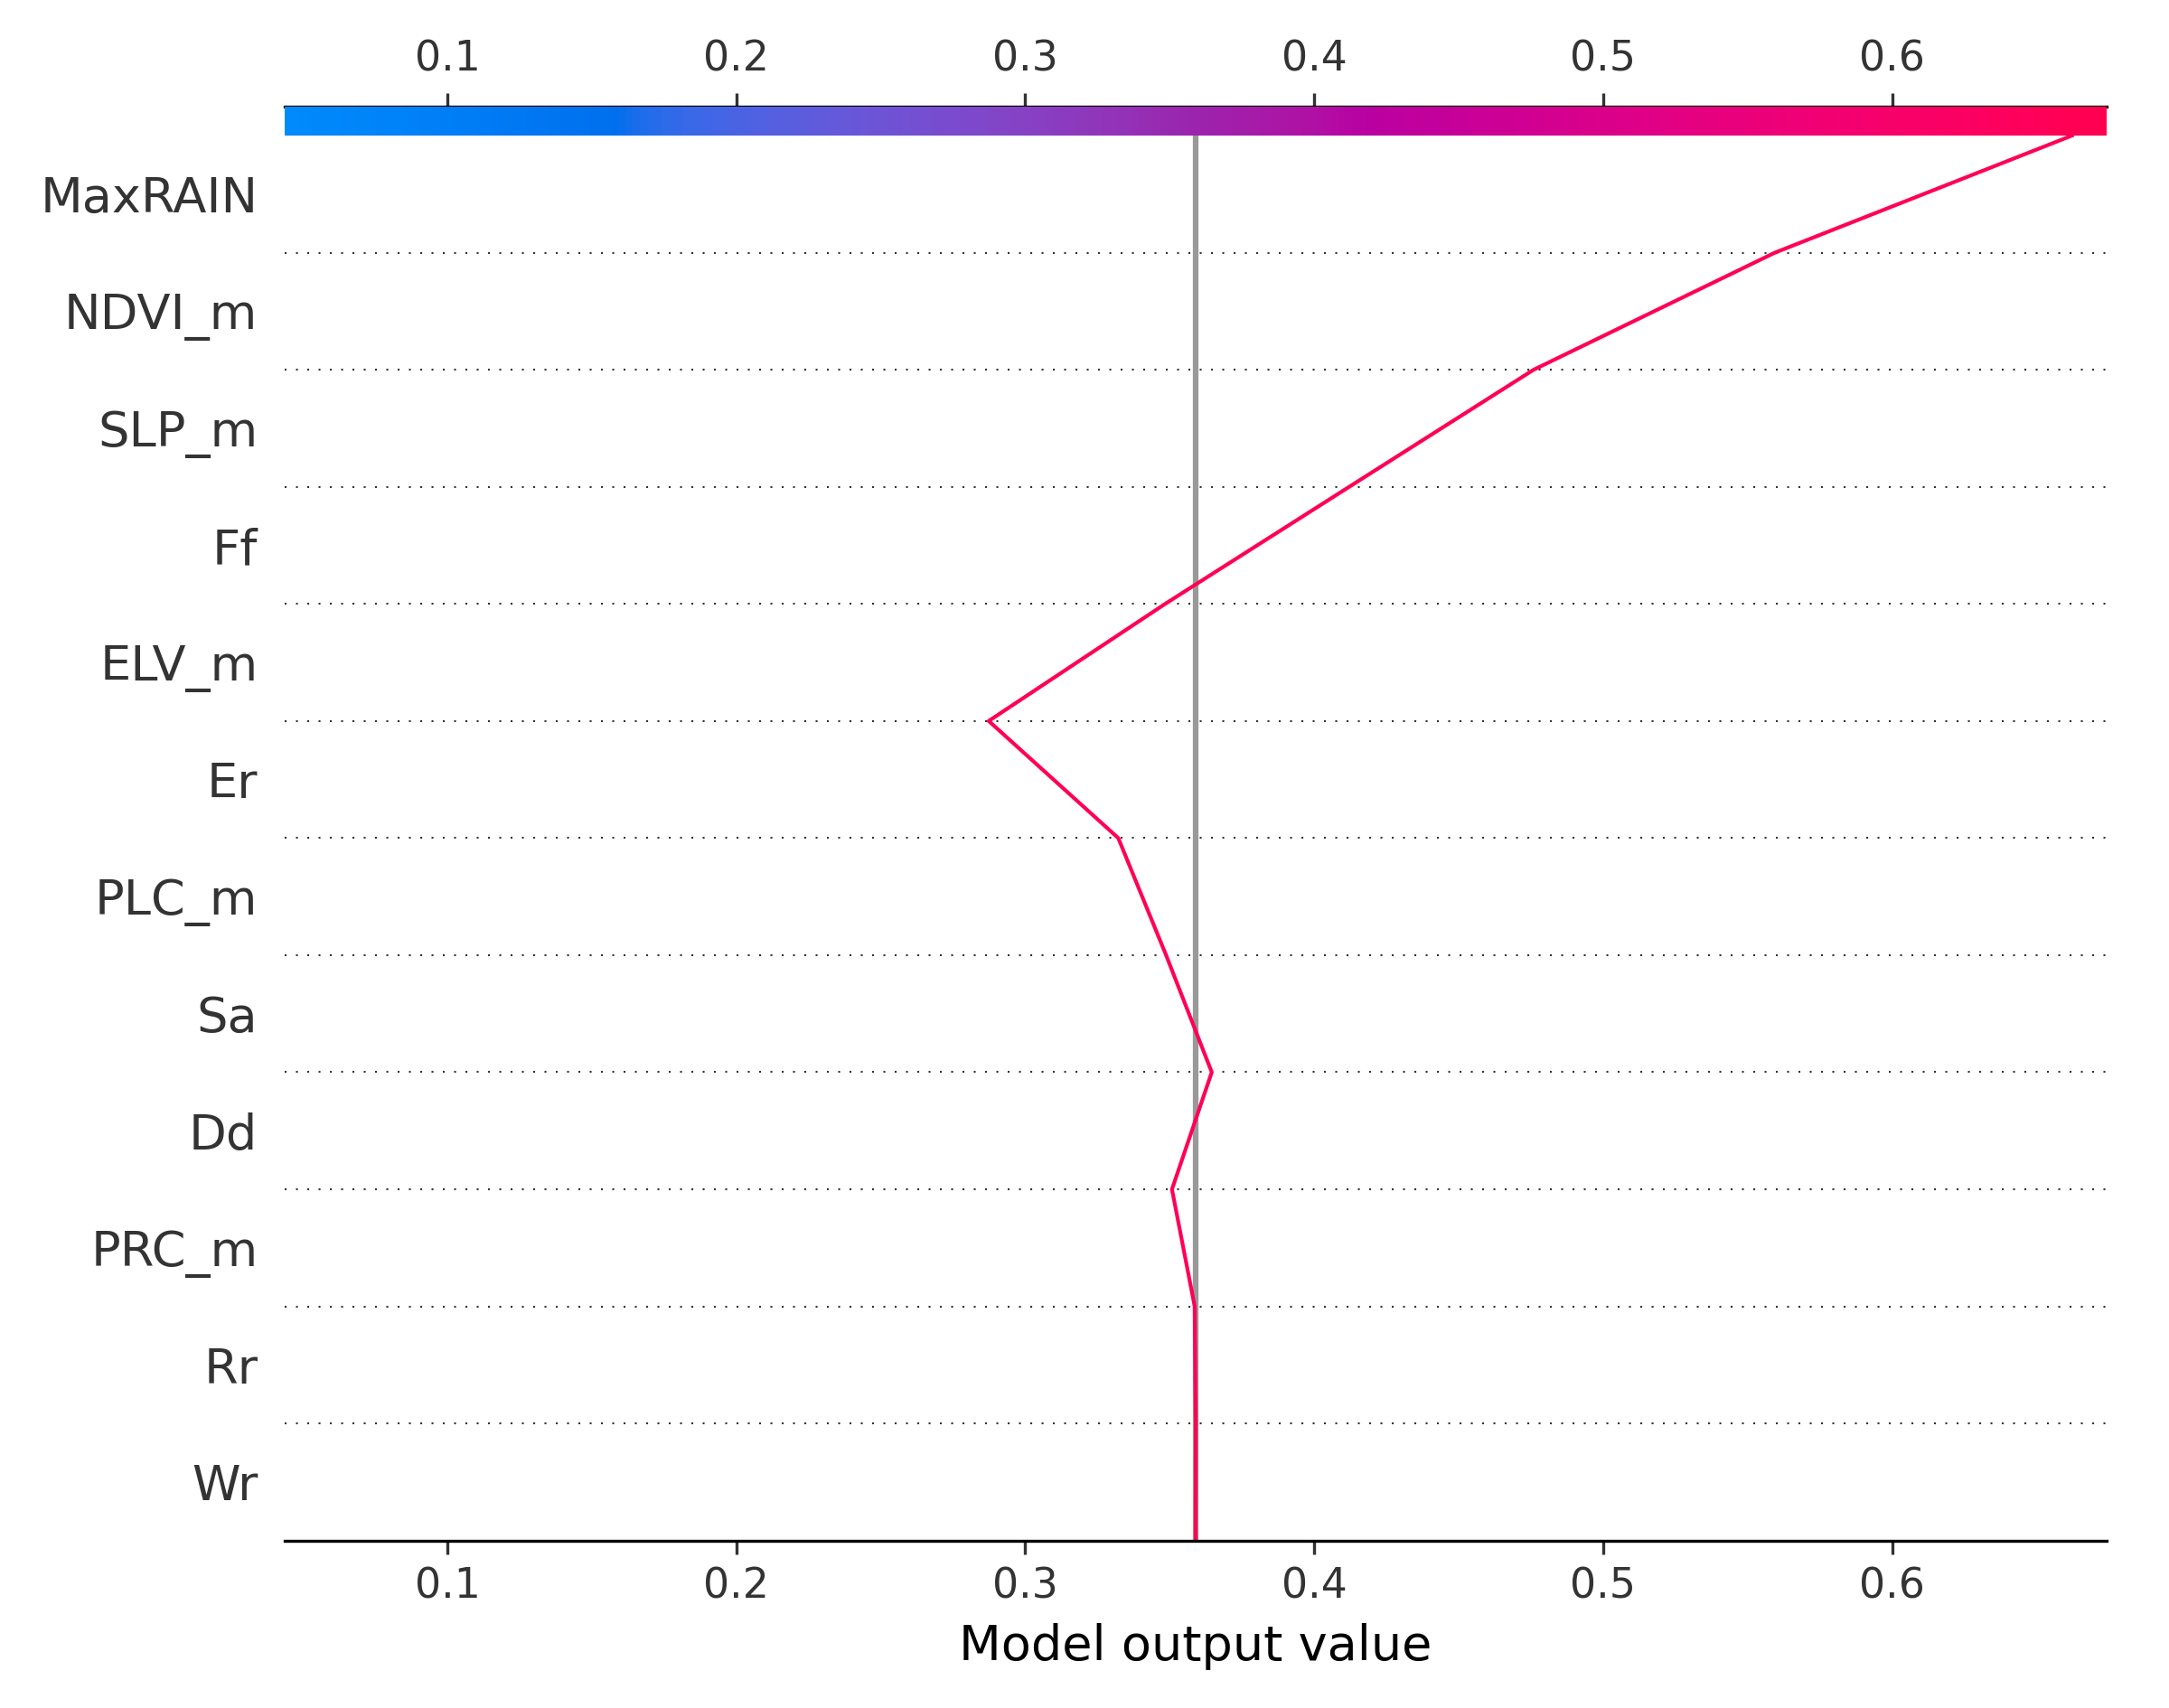 0.1 0.2 0.3 0.4 0.5 0.6
MaxRAIN
NDVI_m
SLP_m
Ff
ELV_m
Er
PLC_m
Sa
Dd
PRC_m
Rr
Wr
0.1 0.2 0.3 0.4 0.5 0.6
Model output value